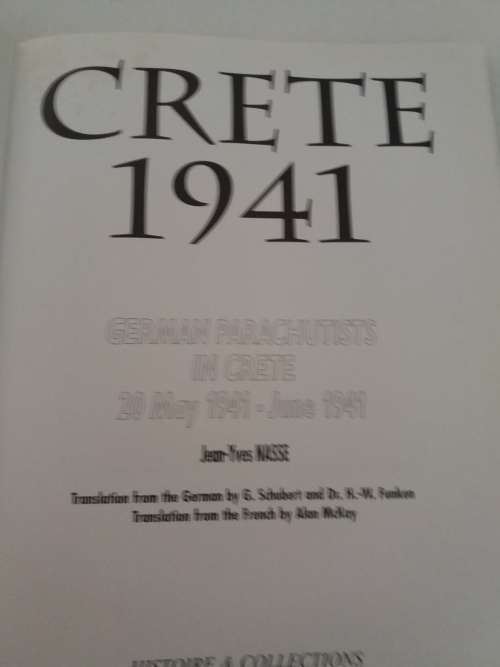 CRETE
1941
GERMAN PARACHUTISTS
IN CRETE
20 May 1941 - June 1941
Jean-Yves NASSE
Translation from the German by G. Schubert and Dr. H.-W. Funken
Translation from the French by Alan McKay
HISTOIRE & COLLECTIONS